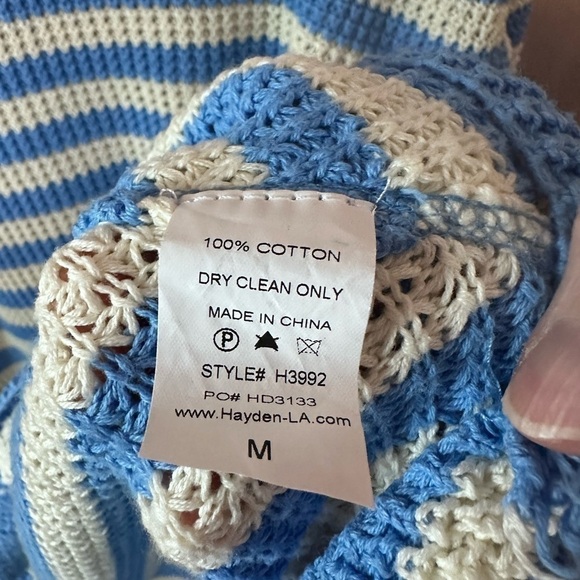 100% COTTON
DRY CLEAN ONLY
MADE IN CHINA
P
STYLE# H3992
PO# HD3133
www.Hayden-LA.com
M